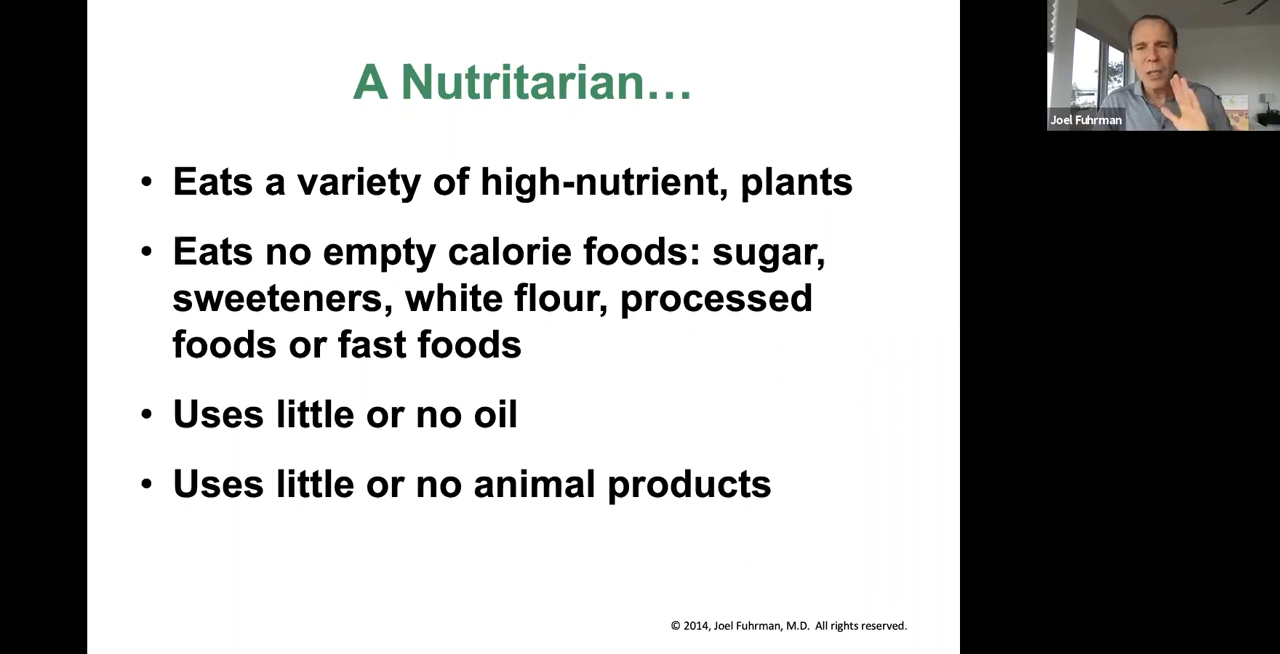 A Nutritarian…
• Eats a variety of high-nutrient, plants
• Eats no empty calorie foods: sugar,
sweeteners, white flour, processed
foods or fast foods
• Uses little or no oil
• Uses little or no animal products
© 2014, Joel Fuhrman, M.D. All rights reserved.
Joel Fuhrman